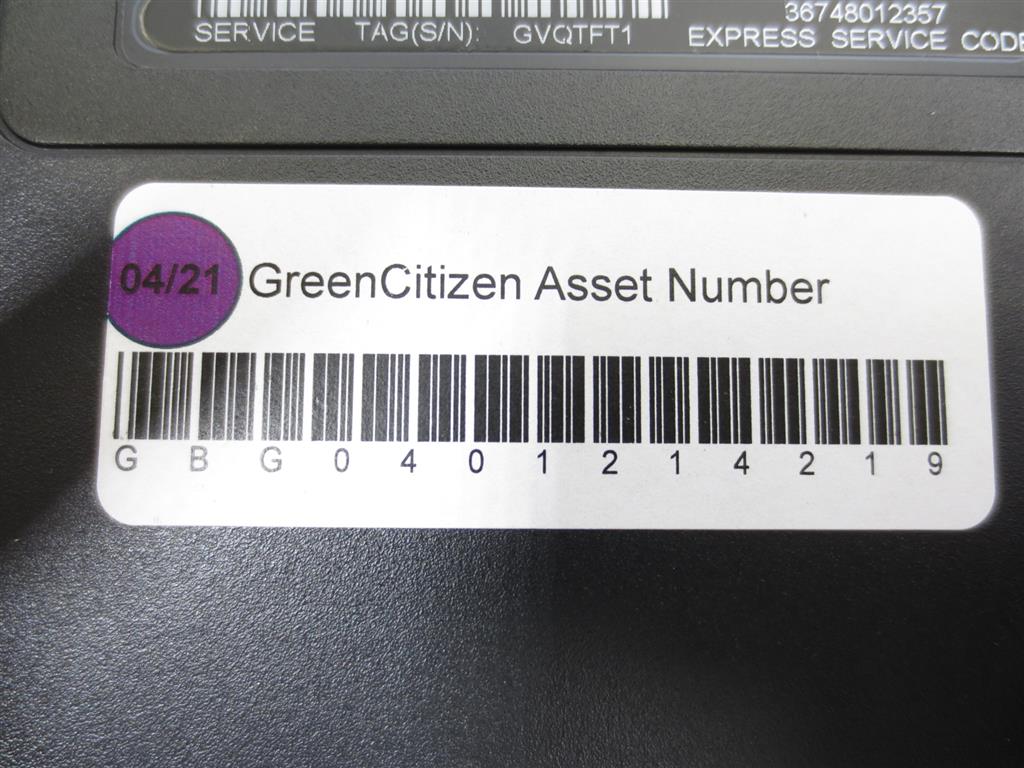 36748012357
SERVICE TAG(S/N): GVQTFT1 EXPRESS SERVICE CODE
04/21 GreenCitizen Asset Number
GBG0401214219